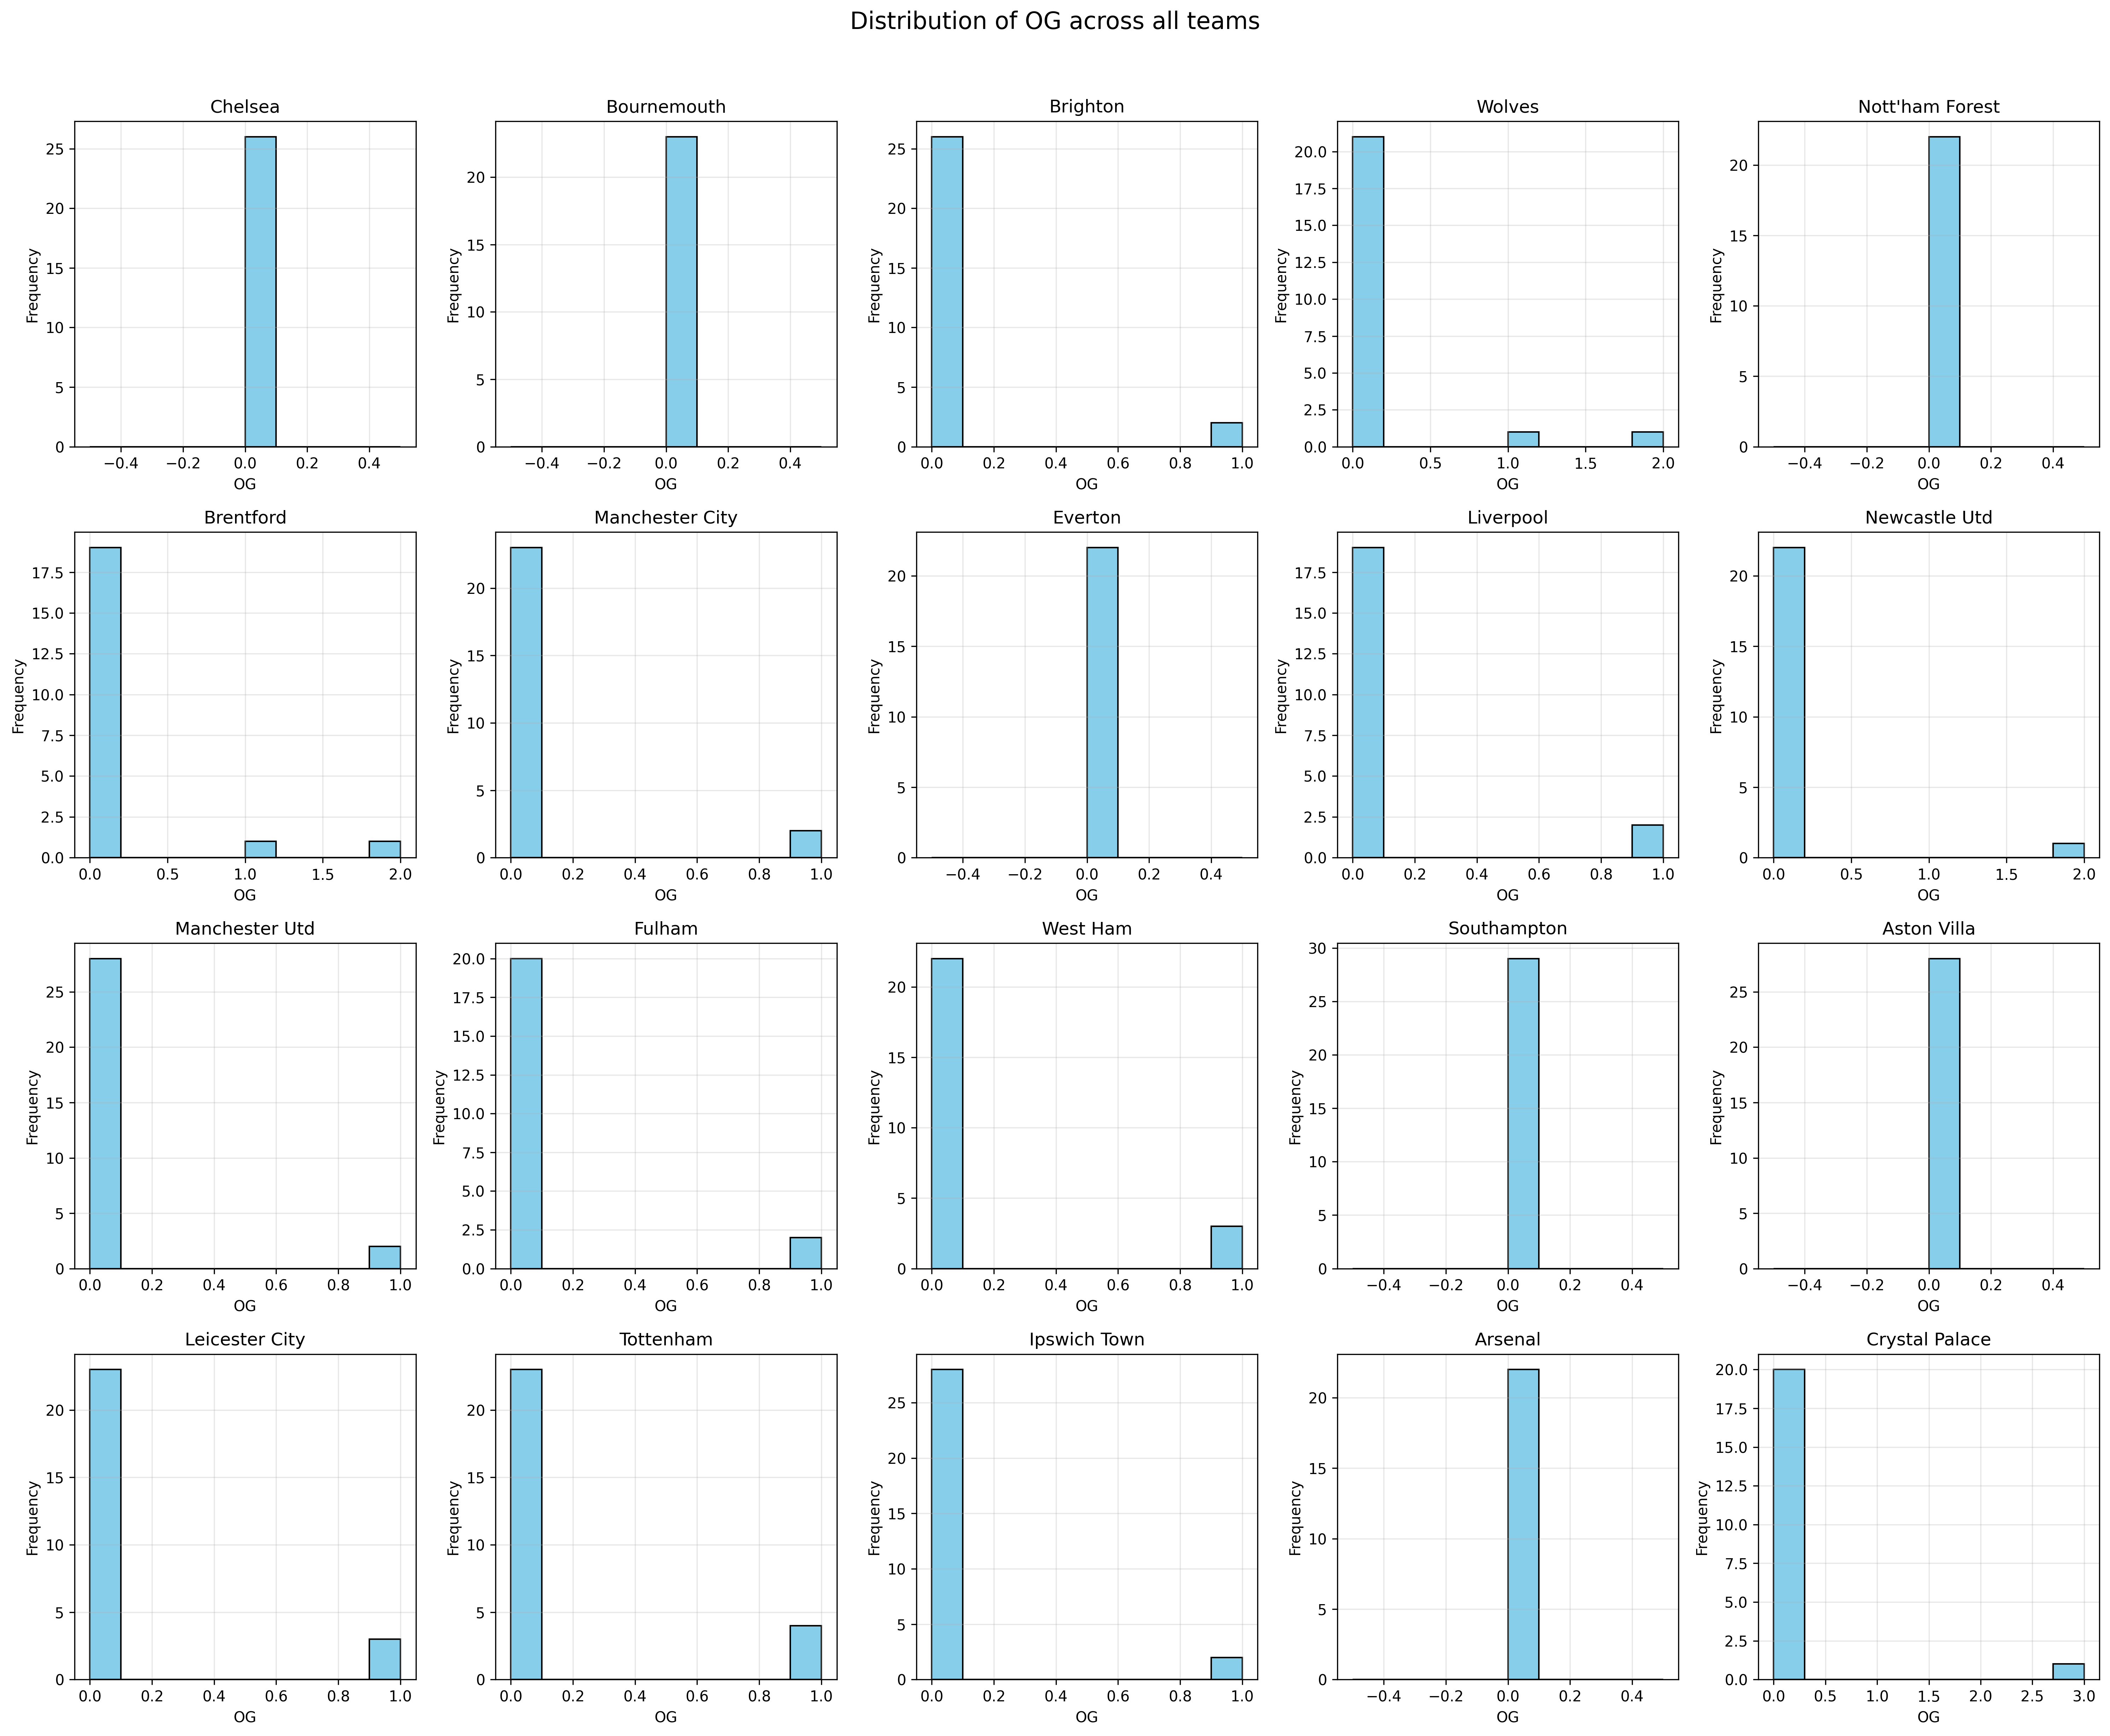 Distribution of OG across all teams
Chelsea
Frequency
25
20
15
10
5
0
−0.4 −0.2 0.0 0.2 0.4
OG
Bournemouth
Frequency
20
15
10
5
0
−0.4 −0.2 0.0 0.2 0.4
OG
Brighton
Frequency
25
20
15
10
5
0
0.0 0.2 0.4 0.6 0.8 1.0
OG
Wolves
Frequency
20.0
17.5
15.0
12.5
10.0
7.5
5.0
2.5
0.0
0.0 0.5 1.0 1.5 2.0
OG
Nott'ham Forest
Frequency
20
15
10
5
0
−0.4 −0.2 0.0 0.2 0.4
OG
Brentford
Frequency
17.5
15.0
12.5
10.0
7.5
5.0
2.5
0.0
0.0 0.5 1.0 1.5 2.0
OG
Manchester City
Frequency
20
15
10
5
0
0.0 0.2 0.4 0.6 0.8 1.0
OG
Everton
Frequency
20
15
10
5
0
−0.4 −0.2 0.0 0.2 0.4
OG
Liverpool
Frequency
17.5
15.0
12.5
10.0
7.5
5.0
2.5
0.0
0.0 0.2 0.4 0.6 0.8 1.0
OG
Newcastle Utd
Frequency
20
15
10
5
0
0.0 0.5 1.0 1.5 2.0
OG
Manchester Utd
Frequency
25
20
15
10
5
0
0.0 0.2 0.4 0.6 0.8 1.0
OG
Fulham
Frequency
20.0
17.5
15.0
12.5
10.0
7.5
5.0
2.5
0.0
0.0 0.2 0.4 0.6 0.8 1.0
OG
West Ham
Frequency
20
15
10
5
0
0.0 0.2 0.4 0.6 0.8 1.0
OG
Southampton
Frequency
30
25
20
15
10
5
0
−0.4 −0.2 0.0 0.2 0.4
OG
Aston Villa
Frequency
25
20
15
10
5
0
−0.4 −0.2 0.0 0.2 0.4
OG
Leicester City
Frequency
20
15
10
5
0
0.0 0.2 0.4 0.6 0.8 1.0
OG
Tottenham
Frequency
20
15
10
5
0
0.0 0.2 0.4 0.6 0.8 1.0
OG
Ipswich Town
Frequency
25
20
15
10
5
0
0.0 0.2 0.4 0.6 0.8 1.0
OG
Arsenal
Frequency
20
15
10
5
0
−0.4 −0.2 0.0 0.2 0.4
OG
Crystal Palace
Frequency
20.0
17.5
15.0
12.5
10.0
7.5
5.0
2.5
0.0
0.0 0.5 1.0 1.5 2.0 2.5 3.0
OG